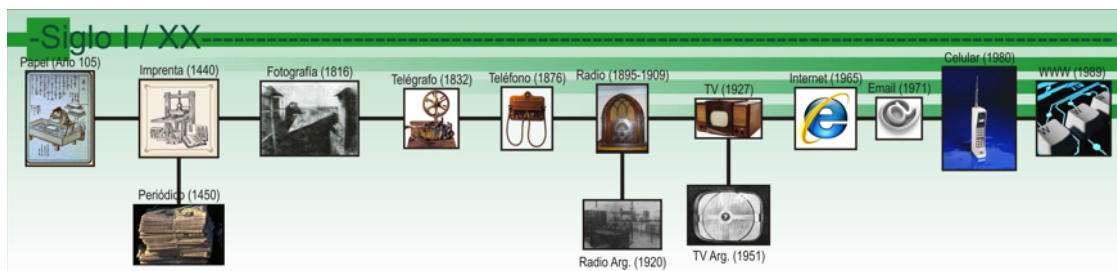 -Siglo I / XX-
Papel (Año 105)
Imprenta (1440)
Periódico (1450)
Fotografía (1816)
Telégrafo (1832)
Teléfono (1876)
Radio (1895-1909)
Radio Arg. (1920)
TV (1927)
TV Arg. (1951)
Internet (1965)
Email (1971)
Celular (1980)
WWW (1989)